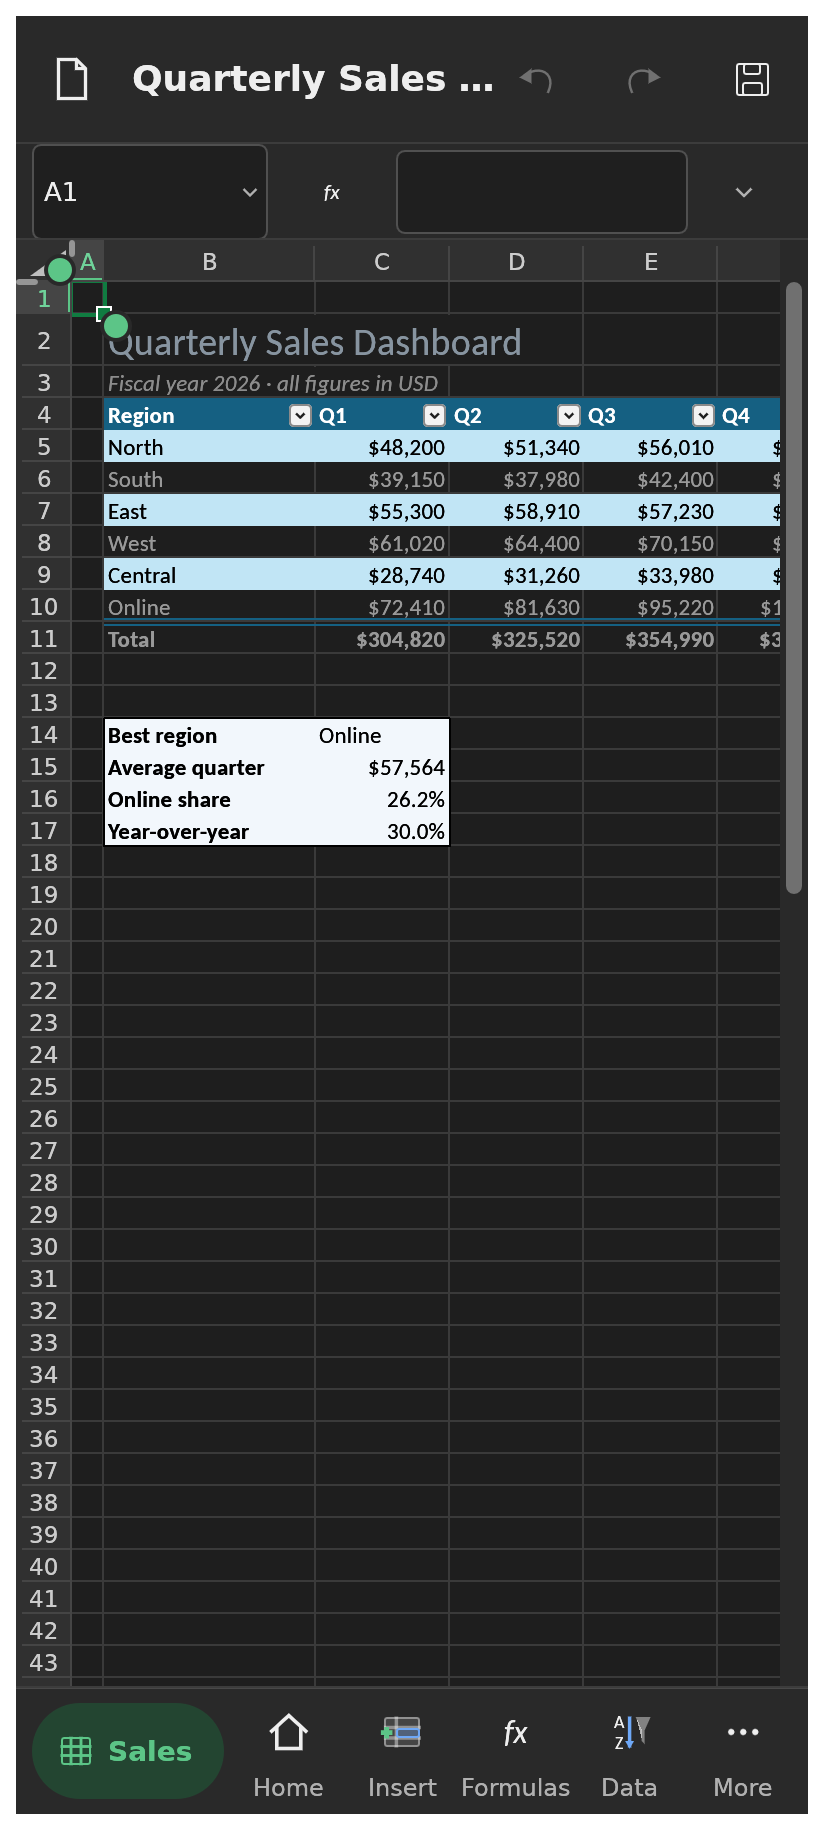 Quarterly Sales ...
A1 fx
A B C D E
1
2 Quarterly Sales Dashboard
3 Fiscal year 2026 · all figures in USD
4 Region Q1 Q2 Q3 Q4
5 North $48,200 $51,340 $56,010 $
6 South $39,150 $37,980 $42,400 $
7 East $55,300 $58,910 $57,230 $
8 West $61,020 $64,400 $70,150 $
9 Central $28,740 $31,260 $33,980 $
10 Online $72,410 $81,630 $95,220 $1
11 Total $304,820 $325,520 $354,990 $3
12
13
14 Best region Online
15 Average quarter $57,564
16 Online share 26.2%
17 Year-over-year 30.0%
18
19
20
21
22
23
24
25
26
27
28
29
30
31
32
33
34
35
36
37
38
39
40
41
42
43
Sales Home Insert Formulas Data More